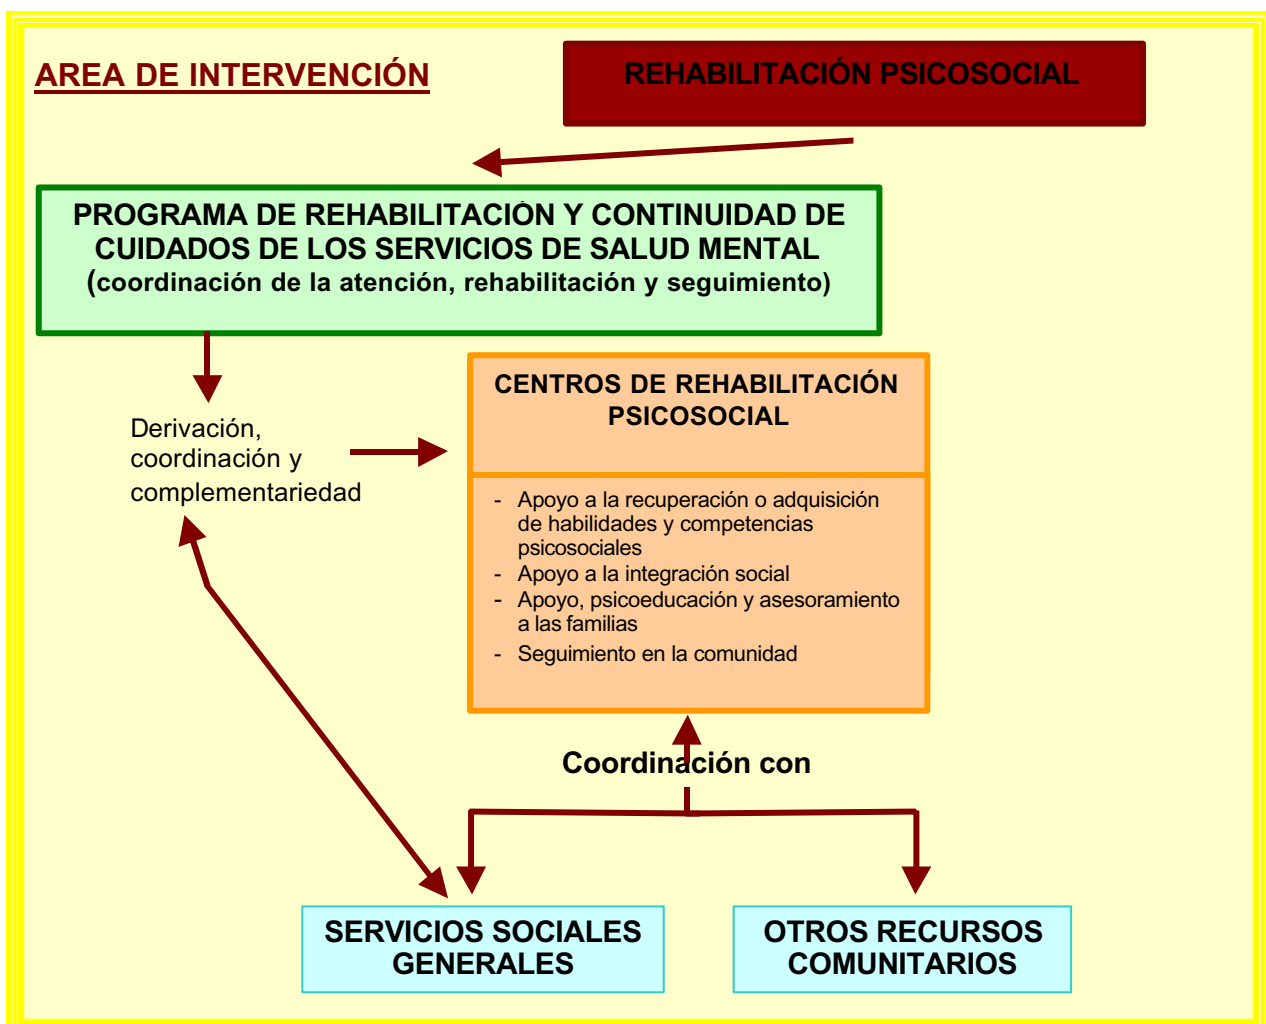 AREA DE INTERVENCIÓN
REHABILITACIÓN PSICOSOCIAL
PROGRAMA DE REHABILITACIÓN Y CONTINUIDAD DE
CUIDADOS DE LOS SERVICIOS DE SALUD MENTAL
(coordinación de la atención, rehabilitación y seguimiento)
Derivación,
coordinación y
complementariedad
CENTROS DE REHABILITACIÓN
PSICOSOCIAL
- Apoyo a la recuperación o adquisición
de habilidades y competencias
psicosociales
- Apoyo a la integración social
- Apoyo, psicoeducación y asesoramiento
a las familias
- Seguimiento en la comunidad
Coordinación con
SERVICIOS SOCIALES
GENERALES
OTROS RECURSOS
COMUNITARIOS